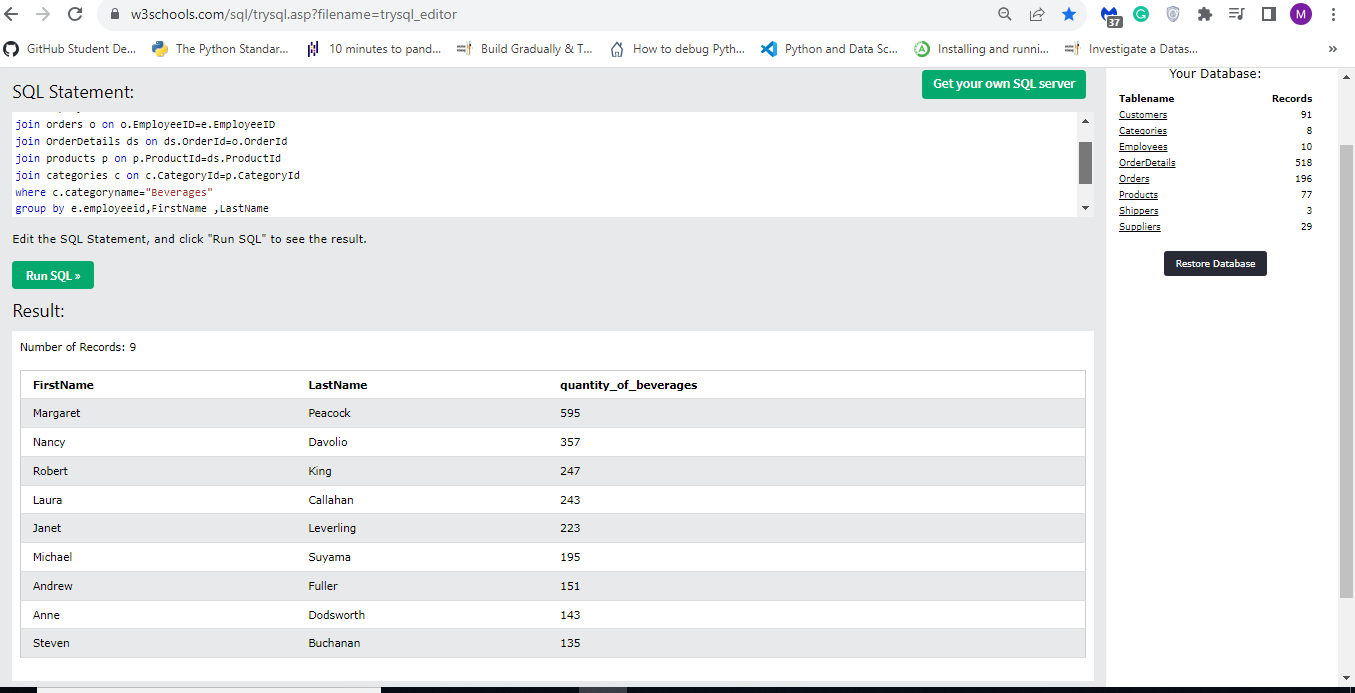 w3schools.com/sql/trysql.asp?filename=trysql_editor
37
G
M
GitHub Student De...
The Python Standar...
10 minutes to pand...
Build Gradually & T...
How to debug Pyth...
Python and Data Sc...
Installing and runni...
Investigate a Datas...
»
SQL Statement:
Get your own SQL server
join orders o on o.EmployeeID=e.EmployeeID
join OrderDetails ds on ds.OrderId=o.OrderId
join products p on p.ProductId=ds.ProductId
join categories c on c.CategoryId=p.CategoryId
where c.categoryname="Beverages"
group by e.employeeid,FirstName ,LastName
Edit the SQL Statement, and click "Run SQL" to see the result.
Run SQL »
Result:
Number of Records: 9
FirstName LastName quantity_of_beverages
Margaret Peacock 595
Nancy Davolio 357
Robert King 247
Laura Callahan 243
Janet Leverling 223
Michael Suyama 195
Andrew Fuller 151
Anne Dodsworth 143
Steven Buchanan 135
Your Database:
Tablename Records
Customers 91
Categories 8
Employees 10
OrderDetails 518
Orders 196
Products 77
Shippers 3
Suppliers 29
Restore Database